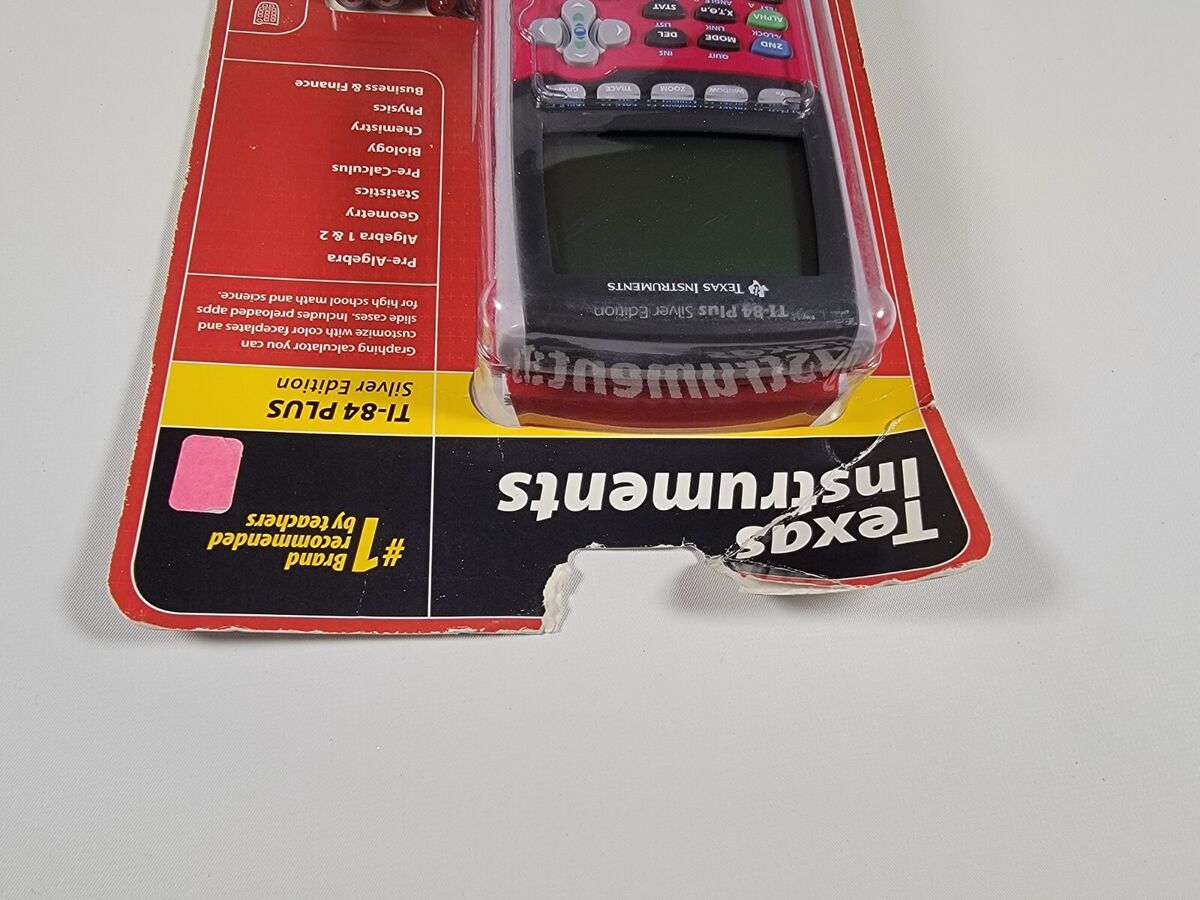 Texas
Instruments
#1 Brand
recommended
by teachers
TI-84 PLUS
Silver Edition
Graphing calculator you can
customize with color faceplates and
slide cases. Includes preloaded apps
for high school math and science.
Pre-Algebra
Algebra 1 & 2
Geometry
Statistics
Pre-Calculus
Biology
Chemistry
Physics
Business & Finance
TI-84 Plus Silver Edition
TEXAS INSTRUMENTS
Y= WINDOW ZOOM TRACE GRAPH
QUIT INS
2ND MODE DEL
A-LOCK LINK LIST
ALPHA X,T,θ,n STAT